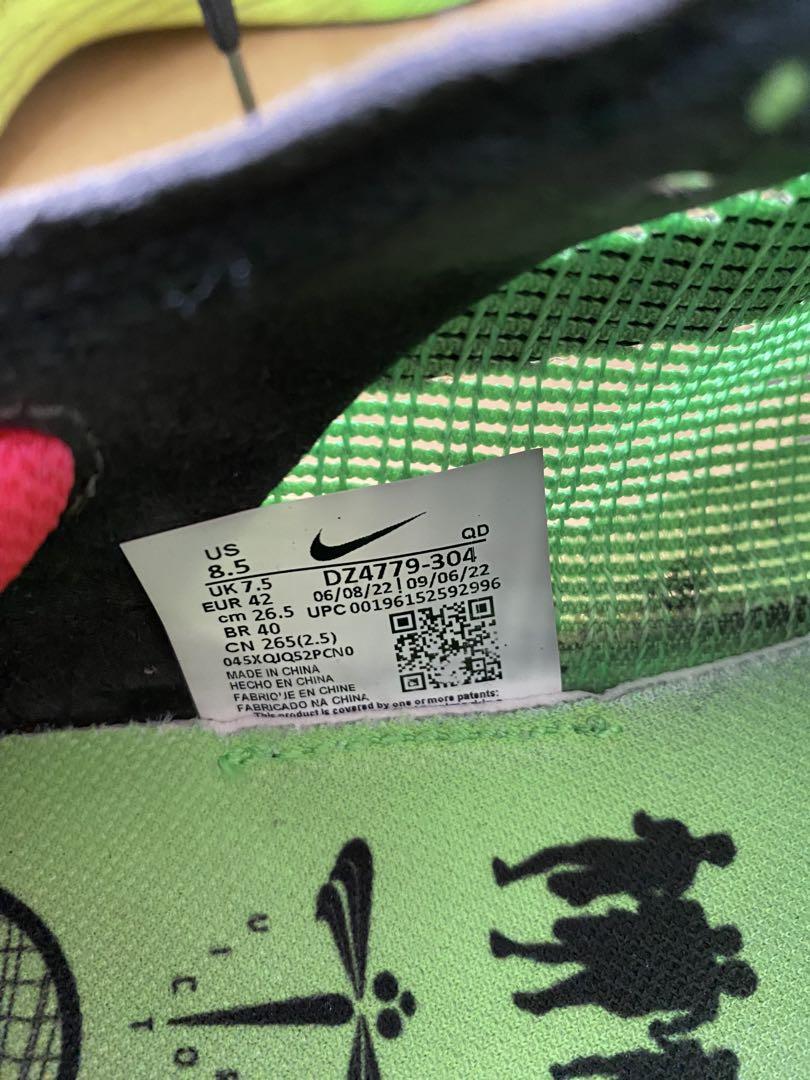 US
8.5
UK 7.5
EUR 42
cm 26.5
BR 40
CN 265(2.5)
045XQJQ52PCN0
MADE IN CHINA
HECHO EN CHINA
FABRIQUE EN CHINE
FABRICADO NA CHINA
This product is covered by one or more patents:
QD
DZ4779-304
06/08/22 | 09/06/22
UPC 00196152592996
VICTOR